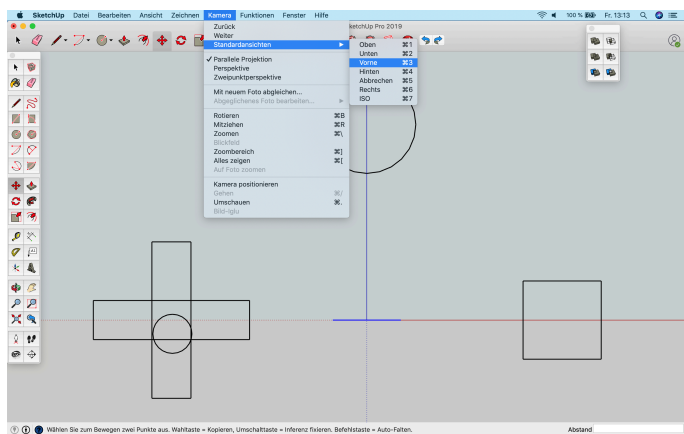 SketchUp Datei Bearbeiten Ansicht Zeichnen Kamera Funktionen Fenster Hilfe 100 % Fr. 13:13
SketchUp Pro 2019
Zurück
Weiter
Standardansichten
Parallele Projektion
Perspektive
Zweipunktperspektive
Mit neuem Foto abgleichen...
Abgeglichenes Foto bearbeiten...
Rotieren ⌘B
Mitziehen ⌘R
Zoomen ⌘\
Blickfeld
Zoombereich ⌘]
Alles zeigen ⌘[
Auf Foto zoomen
Kamera positionieren
Gehen ⌘/
Umschauen ⌘.
Bild-Iglu
Oben ⌘1
Unten ⌘2
Vorne ⌘3
Hinten ⌘4
Abbrechen ⌘5
Rechts ⌘6
ISO ⌘7
Wählen Sie zum Bewegen zwei Punkte aus. Wahltaste = Kopieren, Umschalttaste = Inferenz fixieren. Befehlstaste = Auto-Falten. Abstand